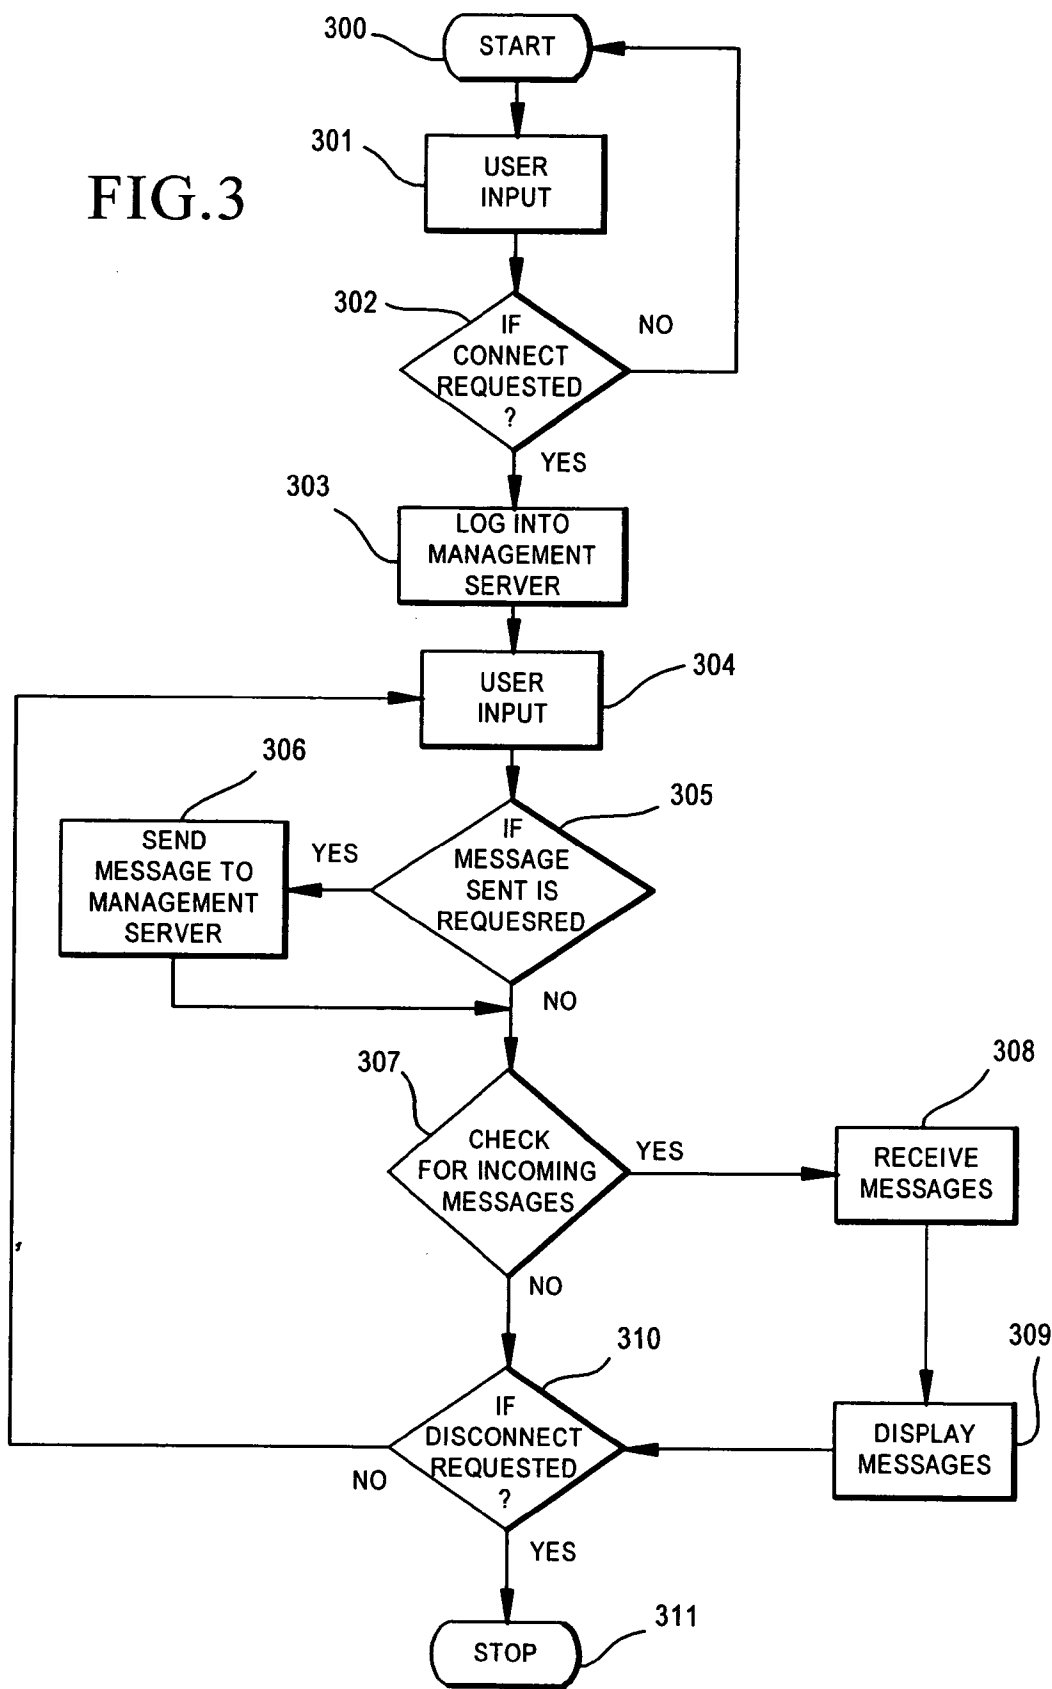 300
START
301
USER
INPUT
FIG.3
302
IF
CONNECT
REQUESTED
?
NO
YES
303
LOG INTO
MANAGEMENT
SERVER
304
USER
INPUT
306
305
SEND
MESSAGE TO
MANAGEMENT
SERVER
YES
IF
MESSAGE
SENT IS
REQUESRED
NO
307
308
CHECK
FOR INCOMING
MESSAGES
YES
RECEIVE
MESSAGES
NO
310
309
IF
DISCONNECT
REQUESTED
?
NO
DISPLAY
MESSAGES
YES
311
STOP